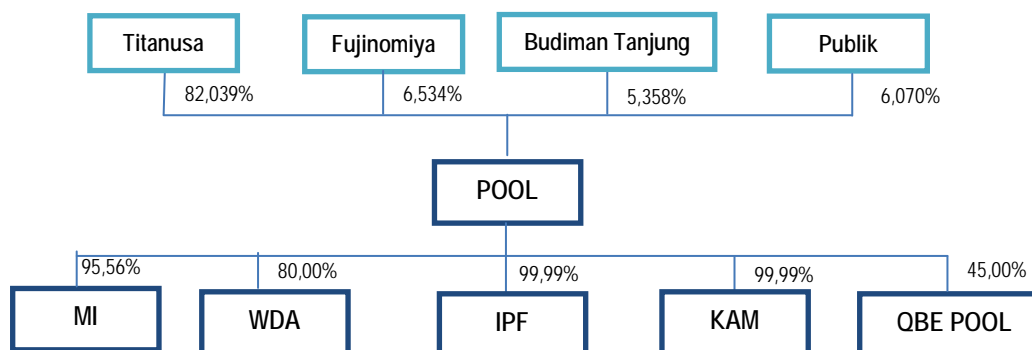 Titanusa
Fujinomiya
Budiman Tanjung
Publik
82,039%
6,534%
5,358%
6,070%
POOL
95,56%
80,00%
99,99%
99,99%
45,00%
MI
WDA
IPF
KAM
QBE POOL